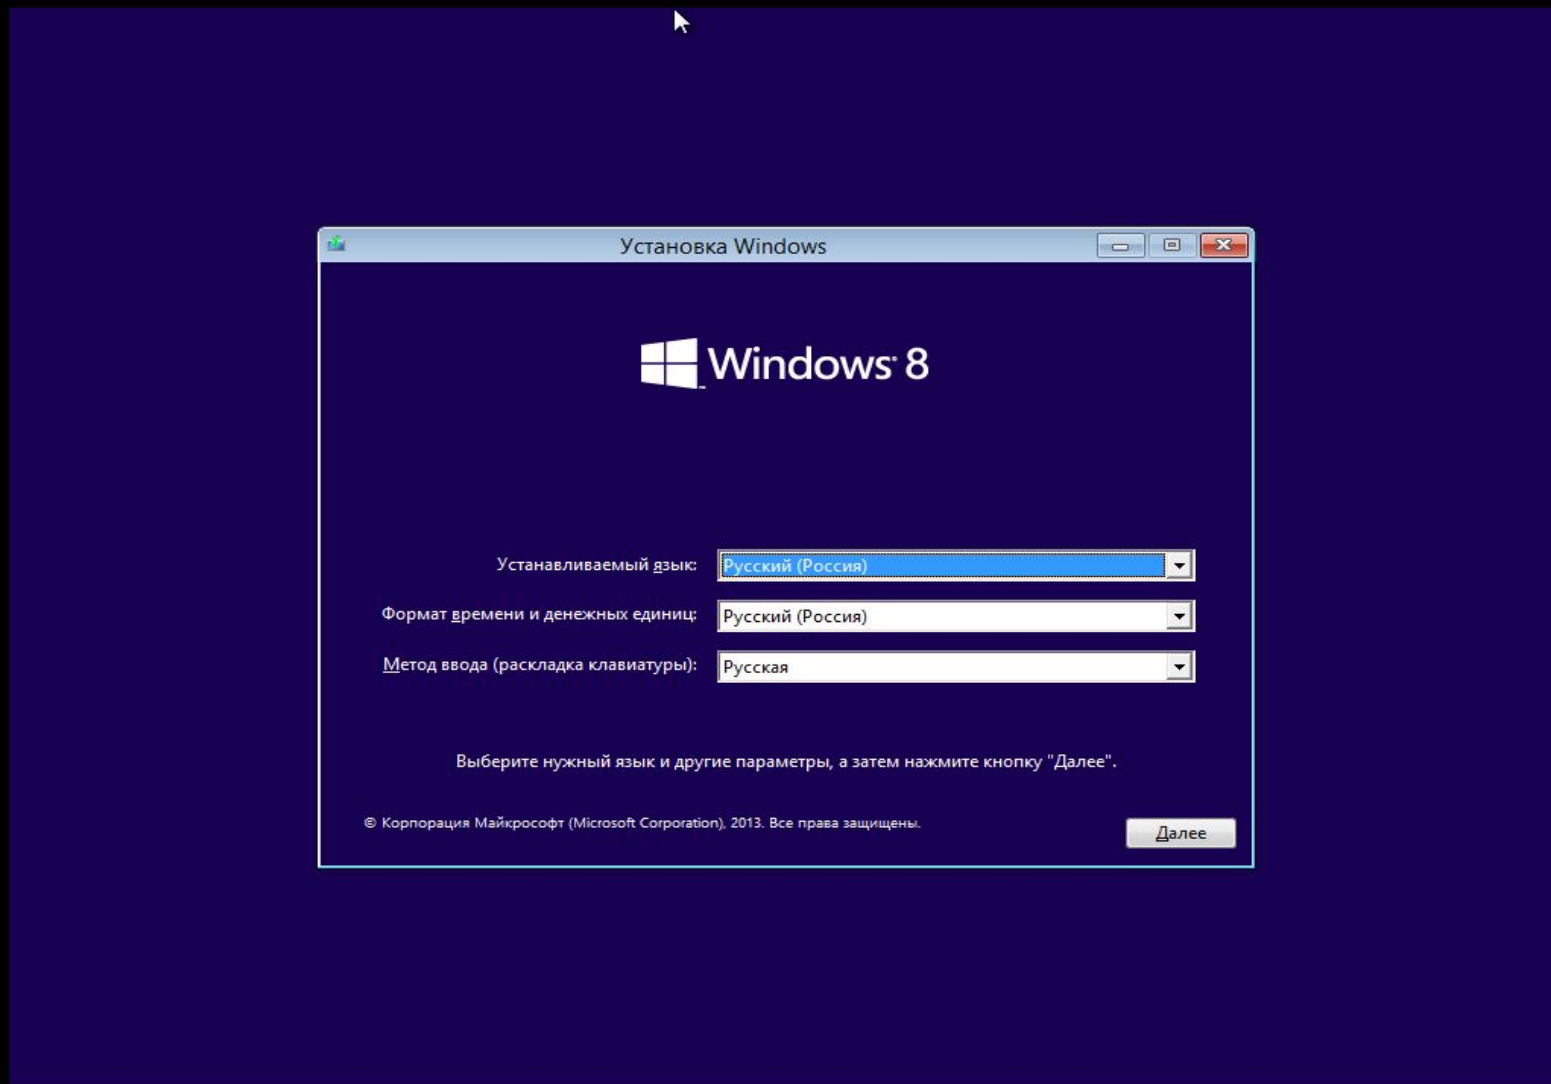 Установка Windows
Windows 8
Устанавливаемый язык: Русский (Россия)
Формат времени и денежных единиц: Русский (Россия)
Метод ввода (раскладка клавиатуры): Русская
Выберите нужный язык и другие параметры, а затем нажмите кнопку "Далее".
© Корпорация Майкрософт (Microsoft Corporation), 2013. Все права защищены.
Далее